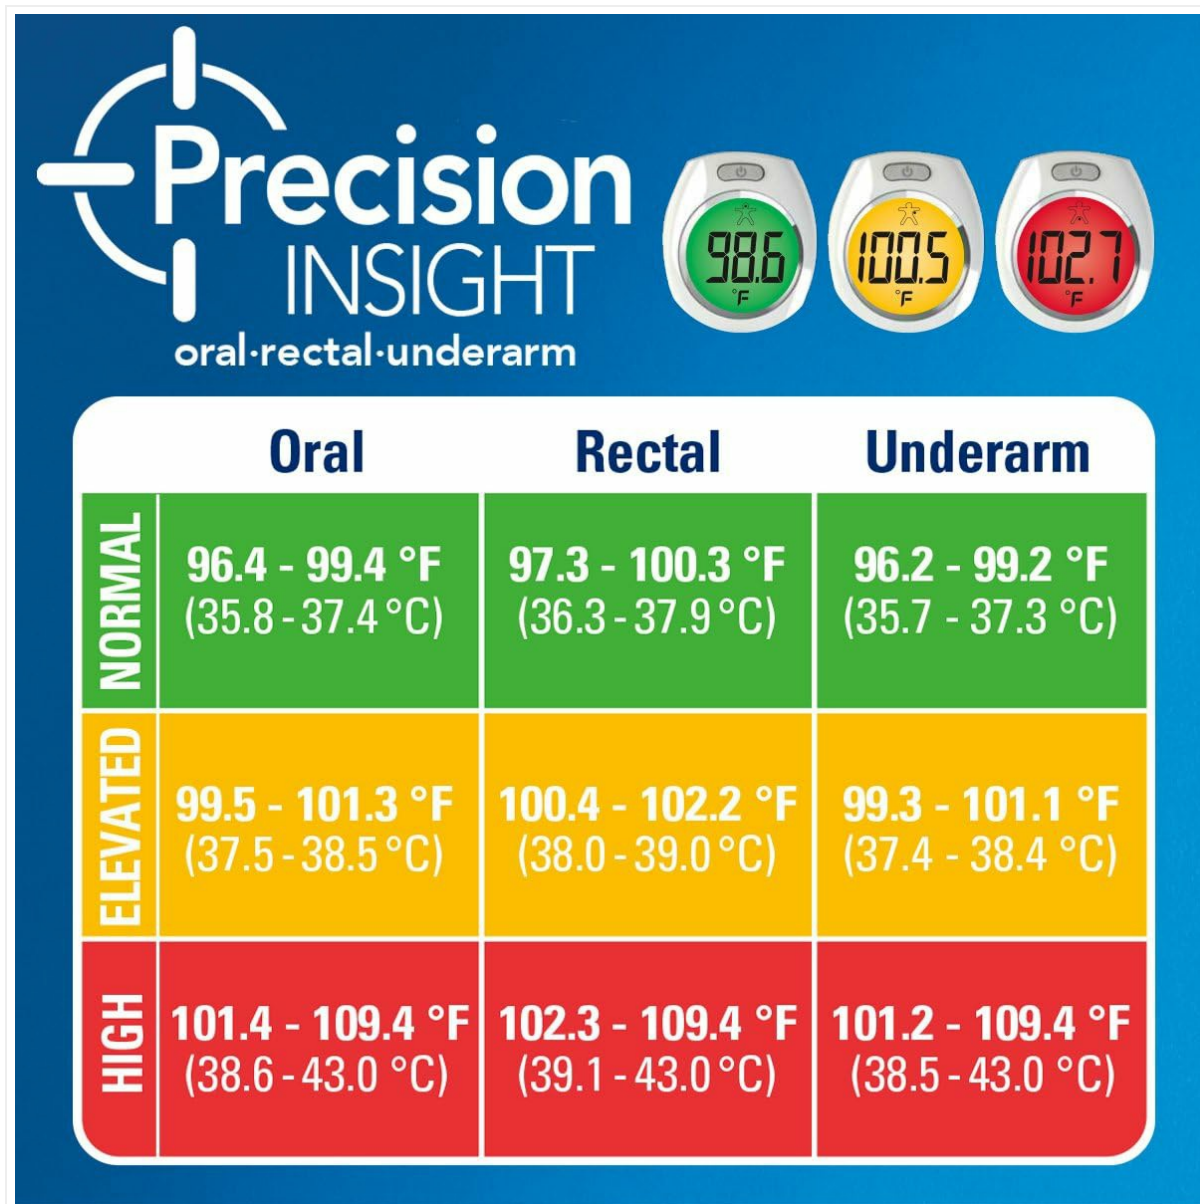 Precision
INSIGHT
oral·rectal·underarm
98.6
°F
100.5
°F
102.7
°F
Oral Rectal Underarm
NORMAL
96.4 - 99.4 °F 97.3 - 100.3 °F 96.2 - 99.2 °F
(35.8 - 37.4 °C) (36.3 - 37.9 °C) (35.7 - 37.3 °C)
ELEVATED
99.5 - 101.3 °F 100.4 - 102.2 °F 99.3 - 101.1 °F
(37.5 - 38.5 °C) (38.0 - 39.0 °C) (37.4 - 38.4 °C)
HIGH
101.4 - 109.4 °F 102.3 - 109.4 °F 101.2 - 109.4 °F
(38.6 - 43.0 °C) (39.1 - 43.0 °C) (38.5 - 43.0 °C)